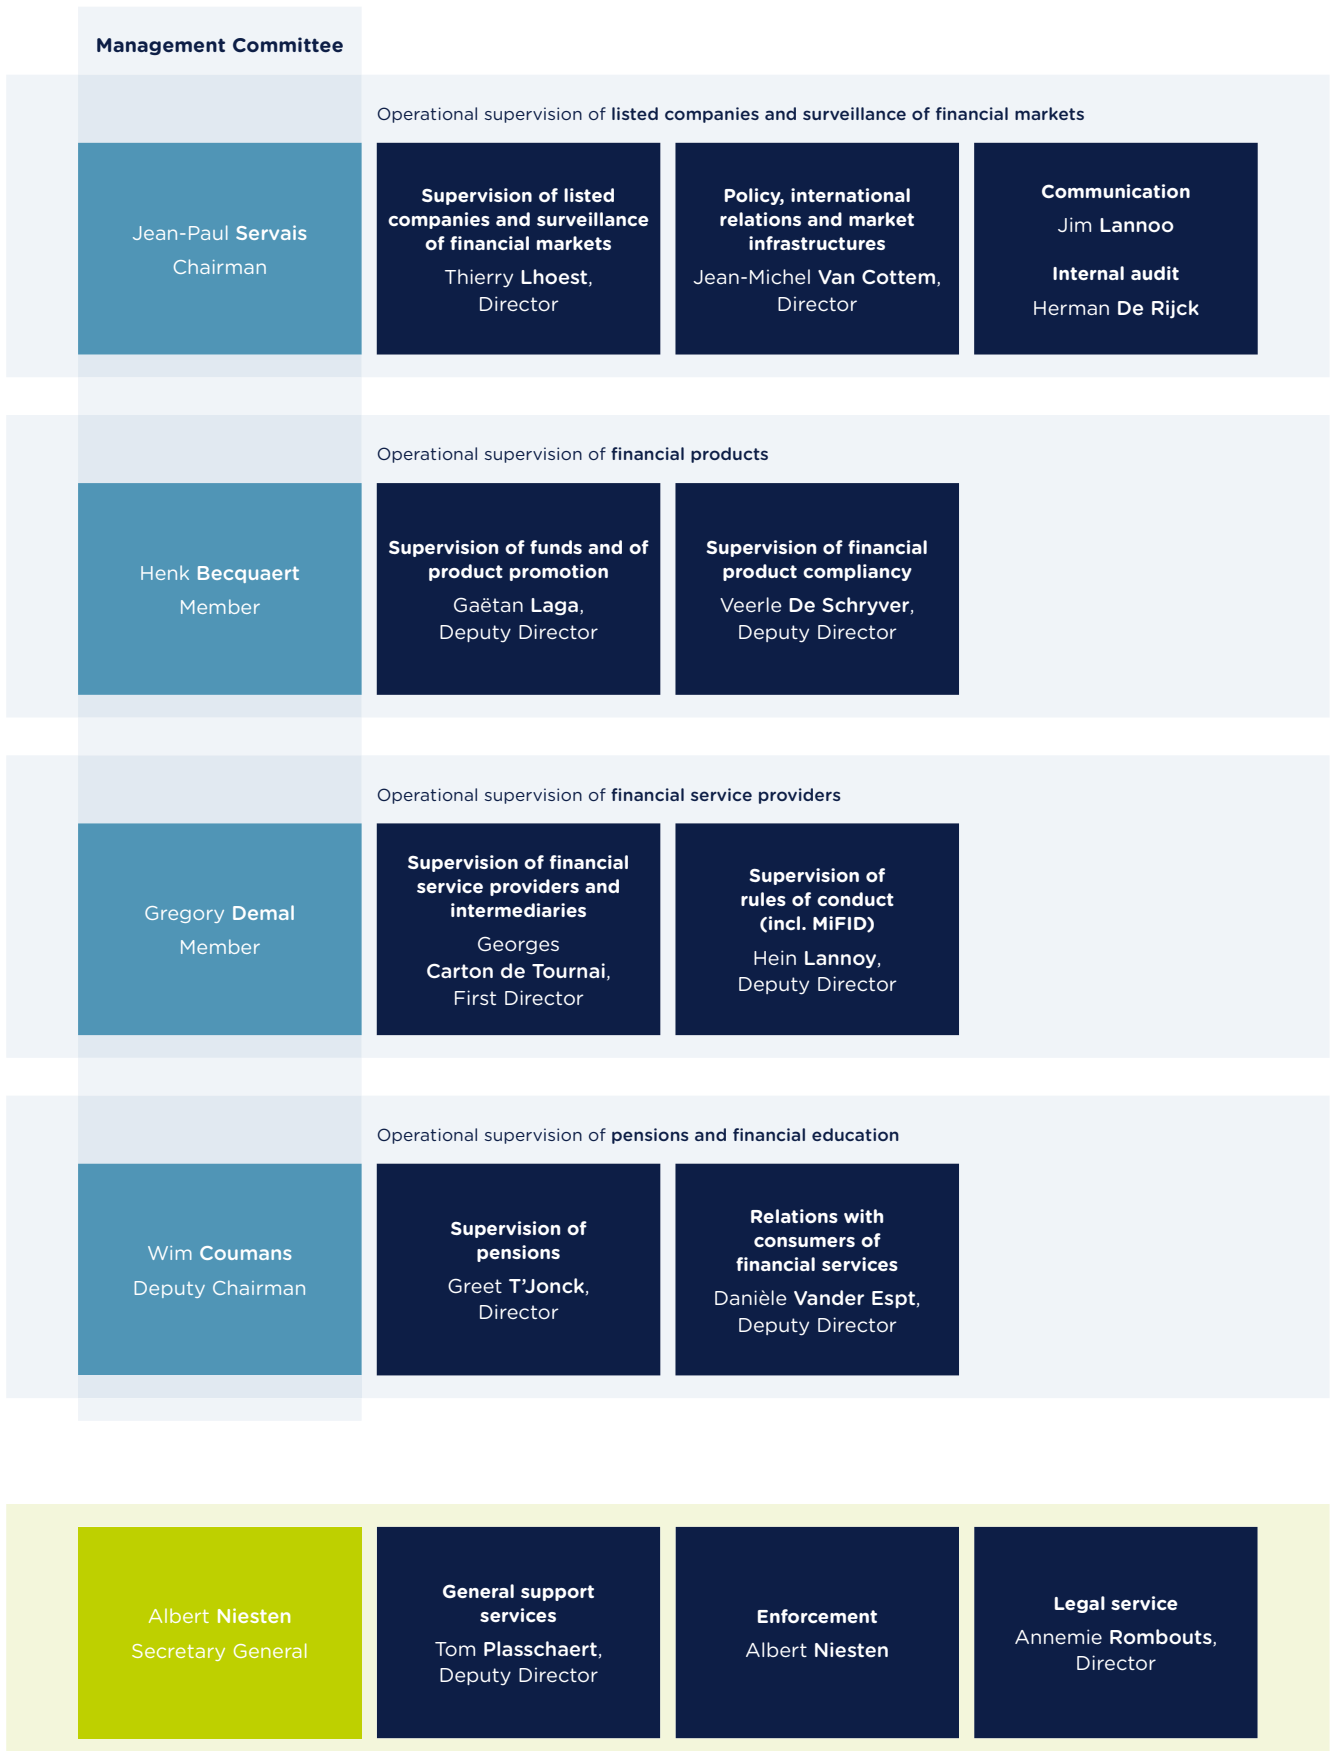 Management Committee
Operational supervision of listed companies and surveillance of financial markets
Jean-Paul Servais
Chairman
Supervision of listed
companies and surveillance
of financial markets
Thierry Lhoest,
Director
Policy, international
relations and market
infrastructures
Jean-Michel Van Cottem,
Director
Communication
Jim Lannoo
Internal audit
Herman De Rijck
Operational supervision of financial products
Henk Becquaert
Member
Supervision of funds and of
product promotion
Gaëtan Laga,
Deputy Director
Supervision of financial
product compliancy
Veerle De Schryver,
Deputy Director
Operational supervision of financial service providers
Gregory Demal
Member
Supervision of financial
service providers and
intermediaries
Georges
Carton de Tournai,
First Director
Supervision of
rules of conduct
(incl. MiFID)
Hein Lannoy,
Deputy Director
Operational supervision of pensions and financial education
Wim Coumans
Deputy Chairman
Supervision of
pensions
Greet T’Jonck,
Director
Relations with
consumers of
financial services
Danièle Vander Espt,
Deputy Director
Albert Niesten
Secretary General
General support
services
Tom Plasschaert,
Deputy Director
Enforcement
Albert Niesten
Legal service
Annemie Rombouts,
Director